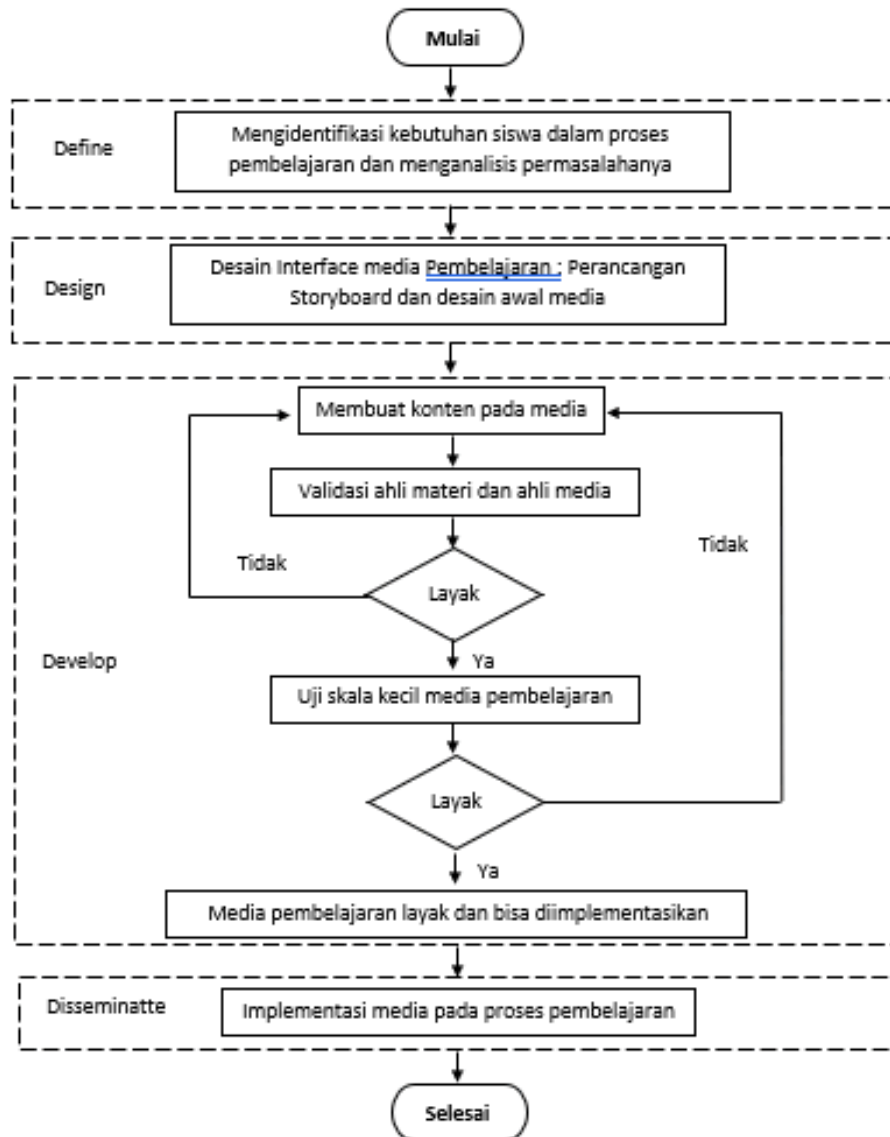 Mulai
Define
Mengidentifikasi kebutuhan siswa dalam proses
pembelajaran dan menganalisis permasalahanya
Design
Desain Interface media Pembelajaran : Perancangan
Storyboard dan desain awal media
Develop
Membuat konten pada media
Validasi ahli materi dan ahli media
Tidak
Tidak
Layak
Ya
Uji skala kecil media pembelajaran
Layak
Ya
Media pembelajaran layak dan bisa diimplementasikan
Disseminatte
Implementasi media pada proses pembelajaran
Selesai